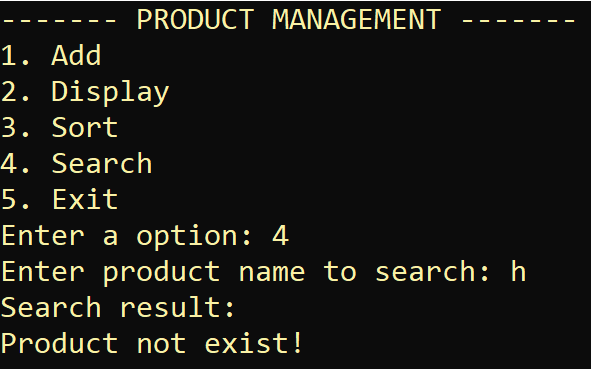 ------- PRODUCT MANAGEMENT -------
1. Add
2. Display
3. Sort
4. Search
5. Exit
Enter a option: 4
Enter product name to search: h
Search result:
Product not exist!